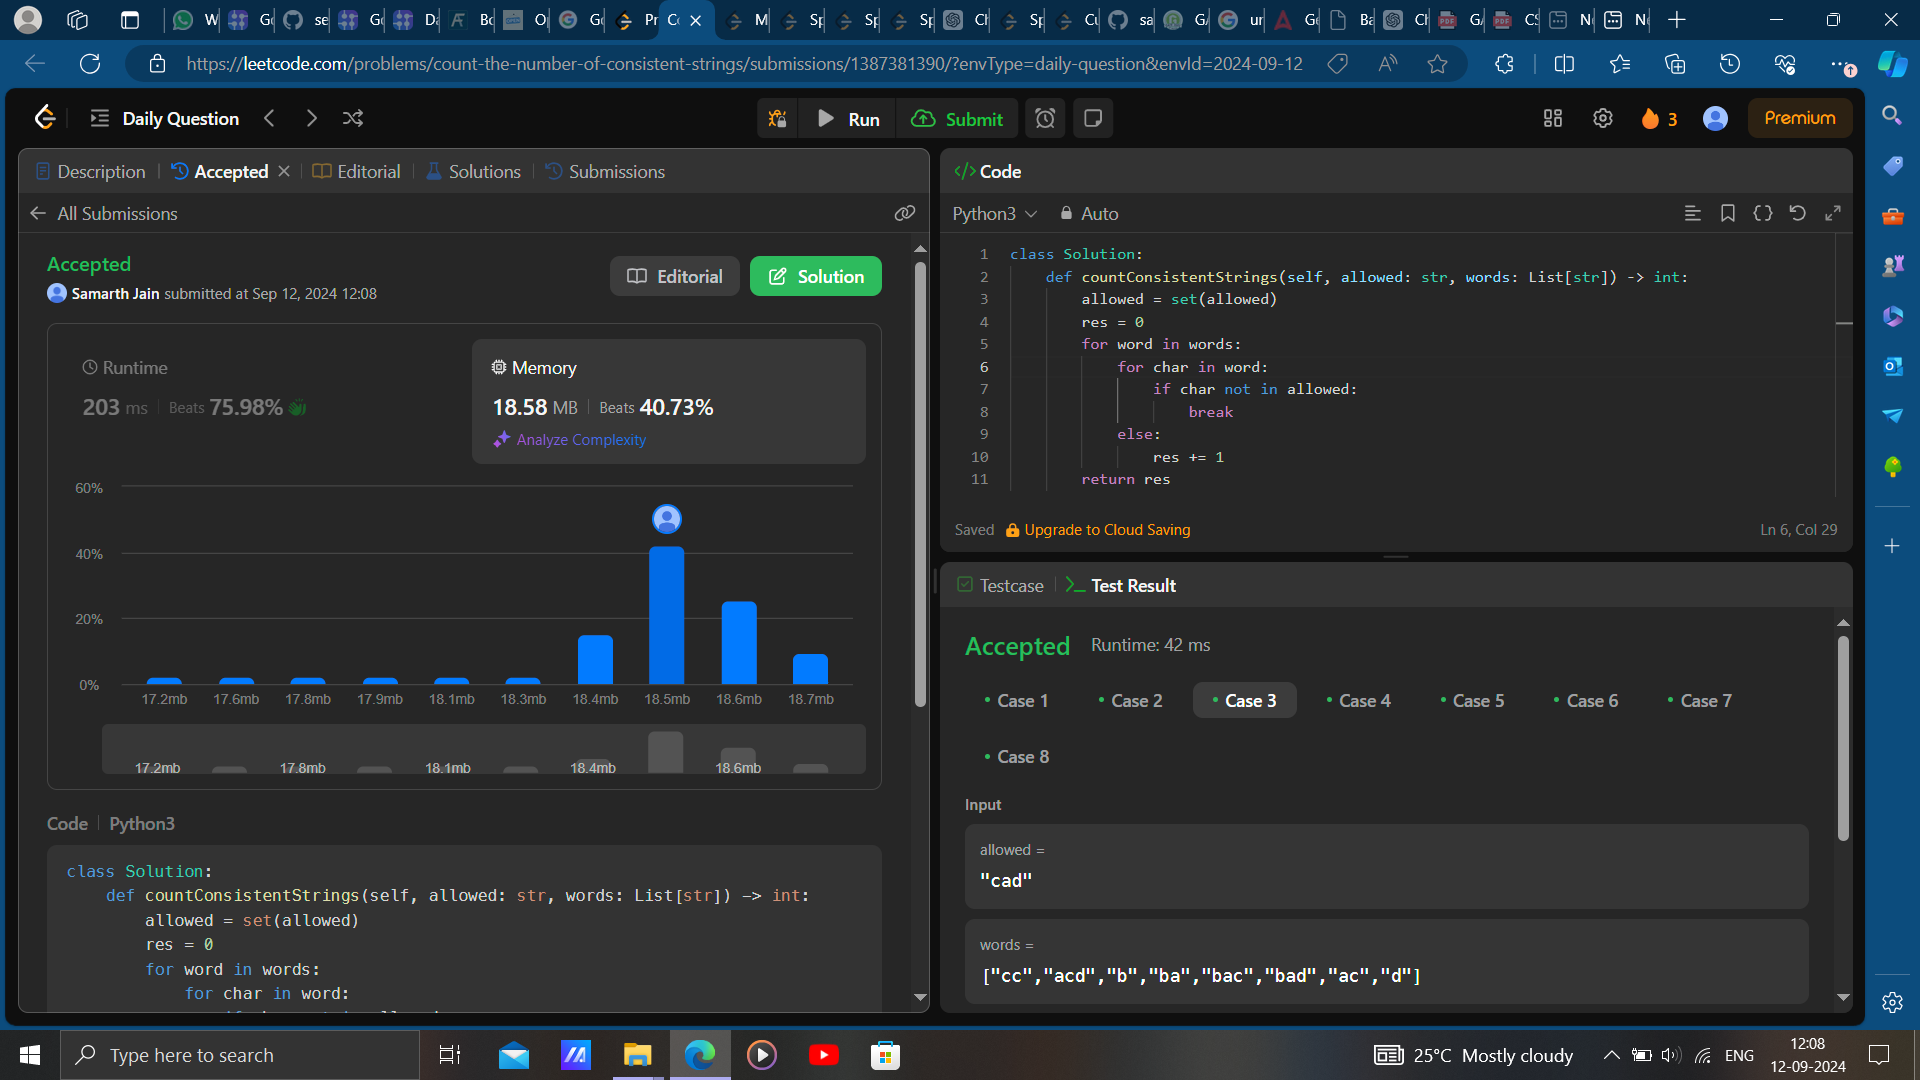 W
Go
se
Go
Da
Bo
Op
Go
Pr
Co
M
Sp
Sp
Sp
Ch
Sp
Cu
sa
GA
ur
Ge
Ba
Ch
GA
CS
N
N
https://leetcode.com/problems/count-the-number-of-consistent-strings/submissions/1387381390/?envType=daily-question&envId=2024-09-12
Daily Question
Run
Submit
3
Premium
Description
Accepted
Editorial
Solutions
Submissions
All Submissions
Accepted
Samarth Jain submitted at Sep 12, 2024 12:08
Editorial
Solution
Runtime
203 ms
Beats 75.98%
Memory
18.58 MB
Beats 40.73%
Analyze Complexity
60%
40%
20%
0%
17.2mb 17.6mb 17.8mb 17.9mb 18.1mb 18.3mb 18.4mb 18.5mb 18.6mb 18.7mb
17.2mb 17.8mb 18.1mb 18.4mb 18.6mb
Code
Python3
class Solution:
def countConsistentStrings(self, allowed: str, words: List[str]) -> int:
allowed = set(allowed)
res = 0
for word in words:
for char in word:
Code
Python3
Auto
1 class Solution:
2 def countConsistentStrings(self, allowed: str, words: List[str]) -> int:
3 allowed = set(allowed)
4 res = 0
5 for word in words:
6 for char in word:
7 if char not in allowed:
8 break
9 else:
10 res += 1
11 return res
Saved
Upgrade to Cloud Saving
Ln 6, Col 29
Testcase
Test Result
Accepted
Runtime: 42 ms
Case 1
Case 2
Case 3
Case 4
Case 5
Case 6
Case 7
Case 8
Input
allowed =
"cad"
words =
["cc","acd","b","ba","bac","bad","ac","d"]
Type here to search
25°C Mostly cloudy
ENG
12:08
12-09-2024